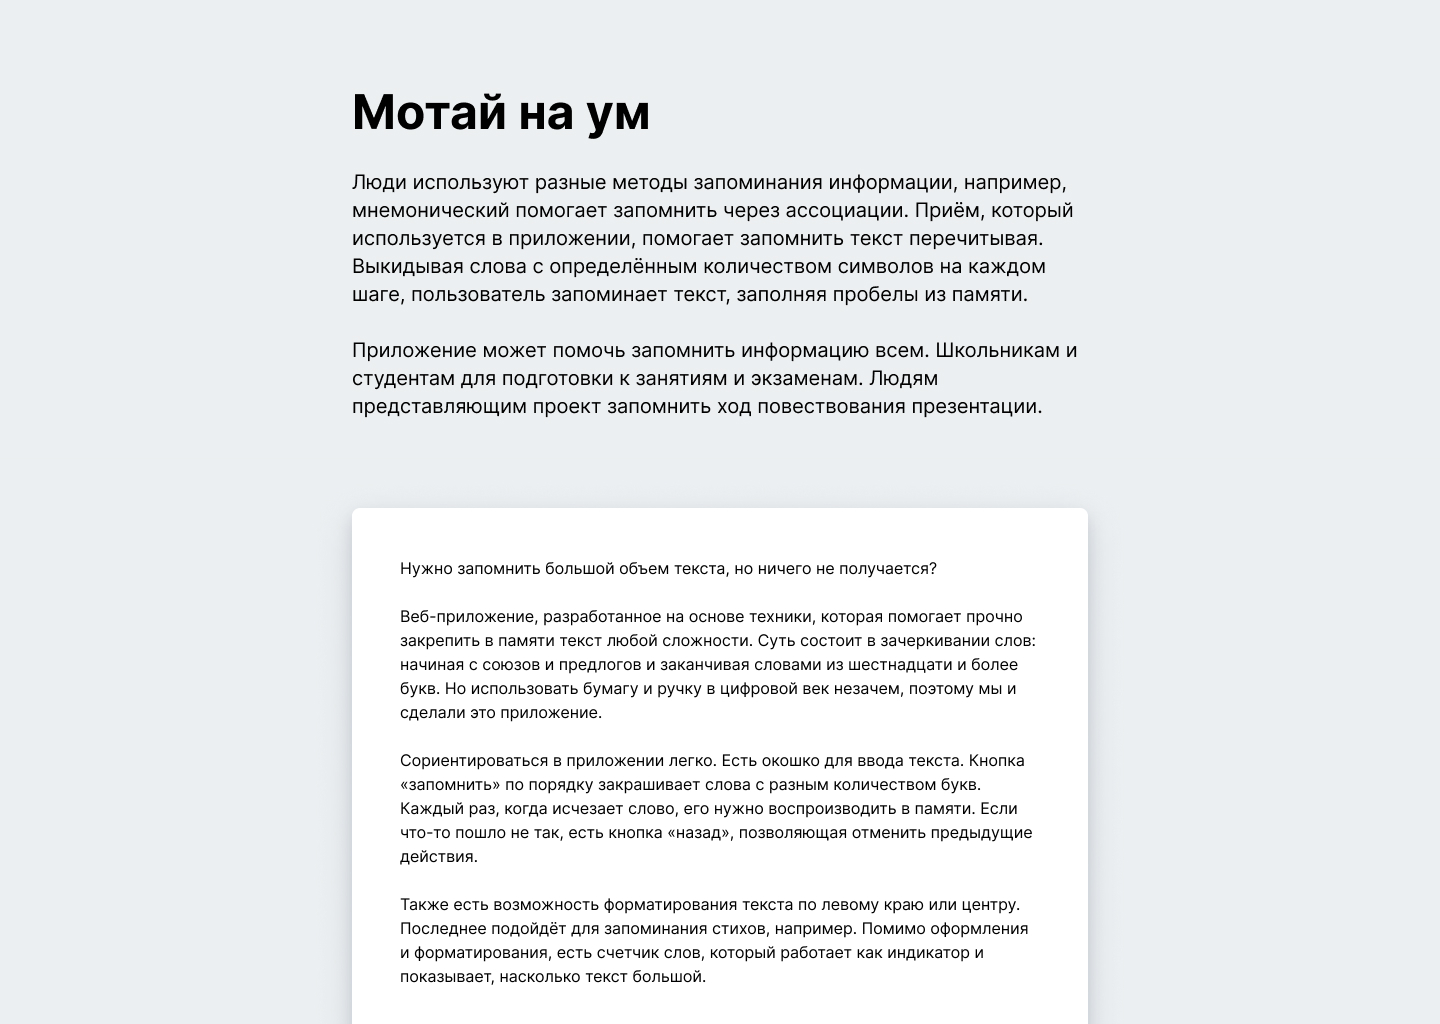 Мотай на ум
Люди используют разные методы запоминания информации, например,
мнемонический помогает запомнить через ассоциации. Приём, который
используется в приложении, помогает запомнить текст перечитывая.
Выкидывая слова с определённым количеством символов на каждом
шаге, пользователь запоминает текст, заполняя пробелы из памяти.
Приложение может помочь запомнить информацию всем. Школьникам и
студентам для подготовки к занятиям и экзаменам. Людям
представляющим проект запомнить ход повествования презентации.
Нужно запомнить большой объем текста, но ничего не получается?
Веб-приложение, разработанное на основе техники, которая помогает прочно
закрепить в памяти текст любой сложности. Суть состоит в зачеркивании слов:
начиная с союзов и предлогов и заканчивая словами из шестнадцати и более
букв. Но использовать бумагу и ручку в цифровой век незачем, поэтому мы и
сделали это приложение.
Сориентироваться в приложении легко. Есть окошко для ввода текста. Кнопка
«запомнить» по порядку закрашивает слова с разным количеством букв.
Каждый раз, когда исчезает слово, его нужно воспроизводить в памяти. Если
что-то пошло не так, есть кнопка «назад», позволяющая отменить предыдущие
действия.
Также есть возможность форматирования текста по левому краю или центру.
Последнее подойдёт для запоминания стихов, например. Помимо оформления
и форматирования, есть счетчик слов, который работает как индикатор и
показывает, насколько текст большой.